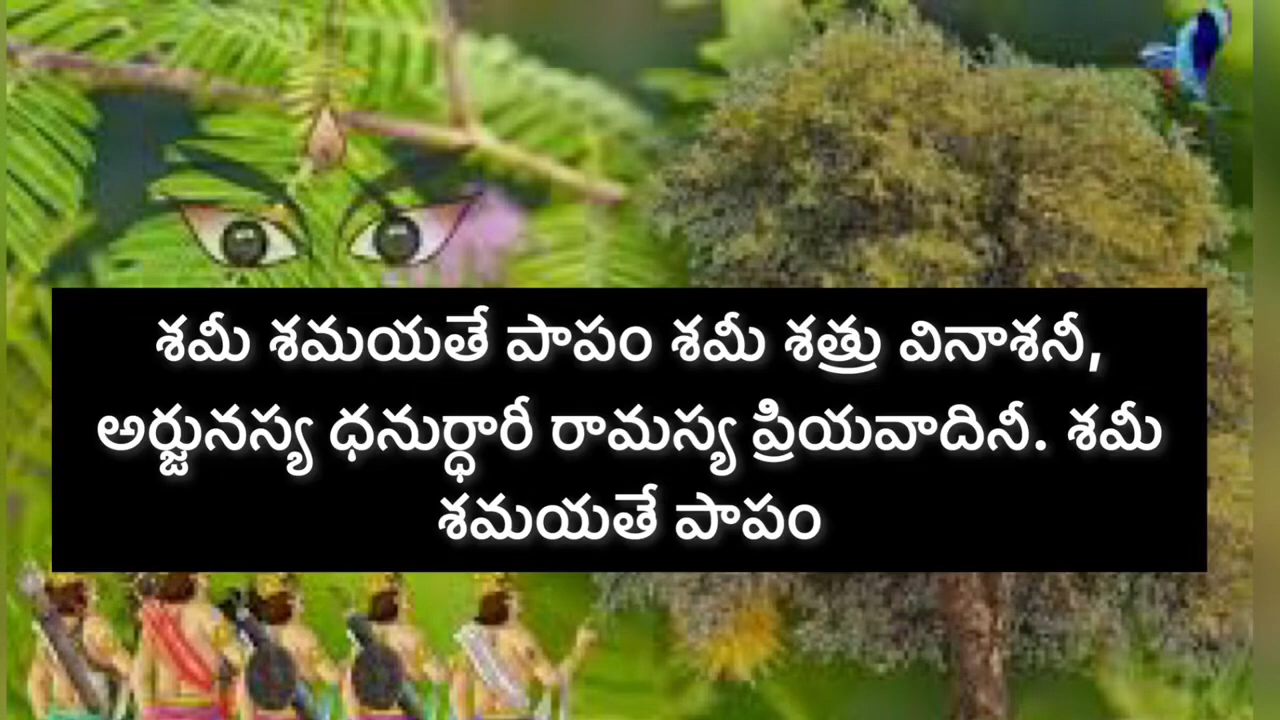 శమీ శమయతే పాపం శమీ శత్రు వినాశనీ,
అర్జునస్య ధనుర్ధారీ రామస్య ప్రియవాదినీ. శమీ
శమయతే పాపం